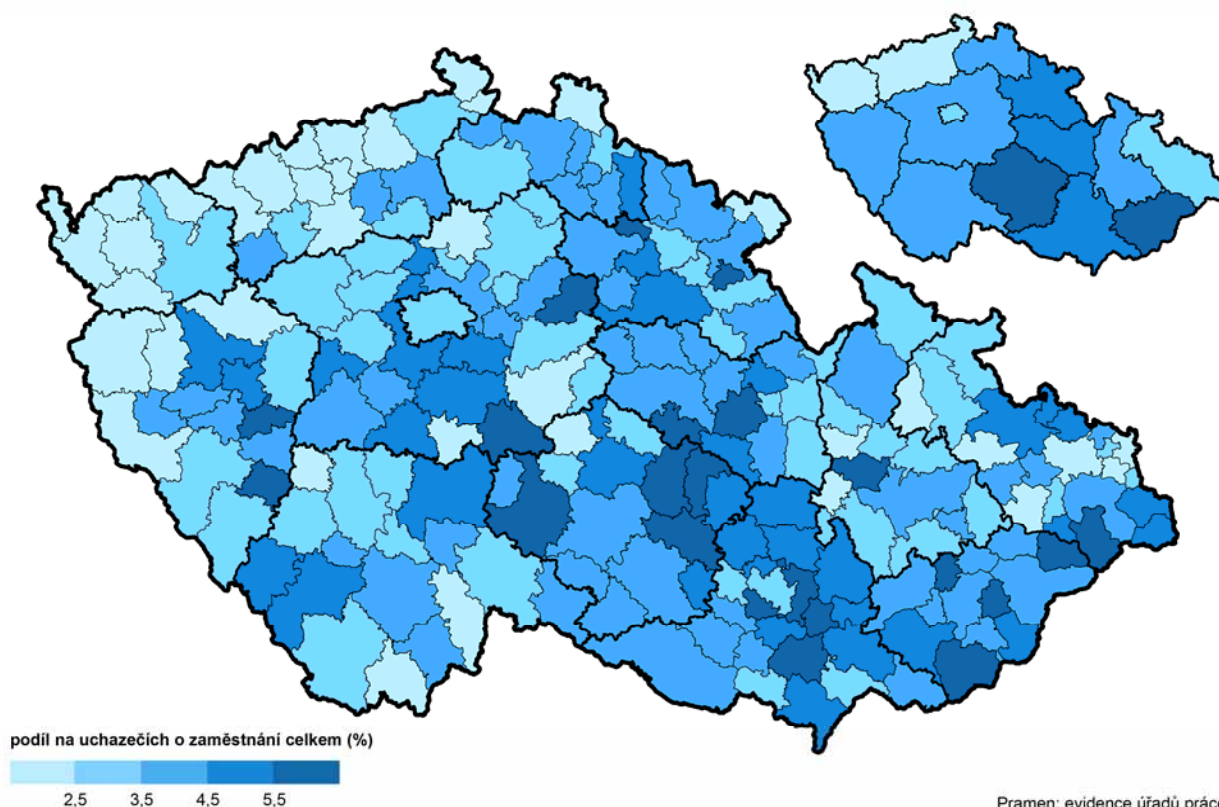 podíl na uchazečích o zaměstnání celkem (%)
2,5 3,5 4,5 5,5
Pramen: evidence úřadů práce